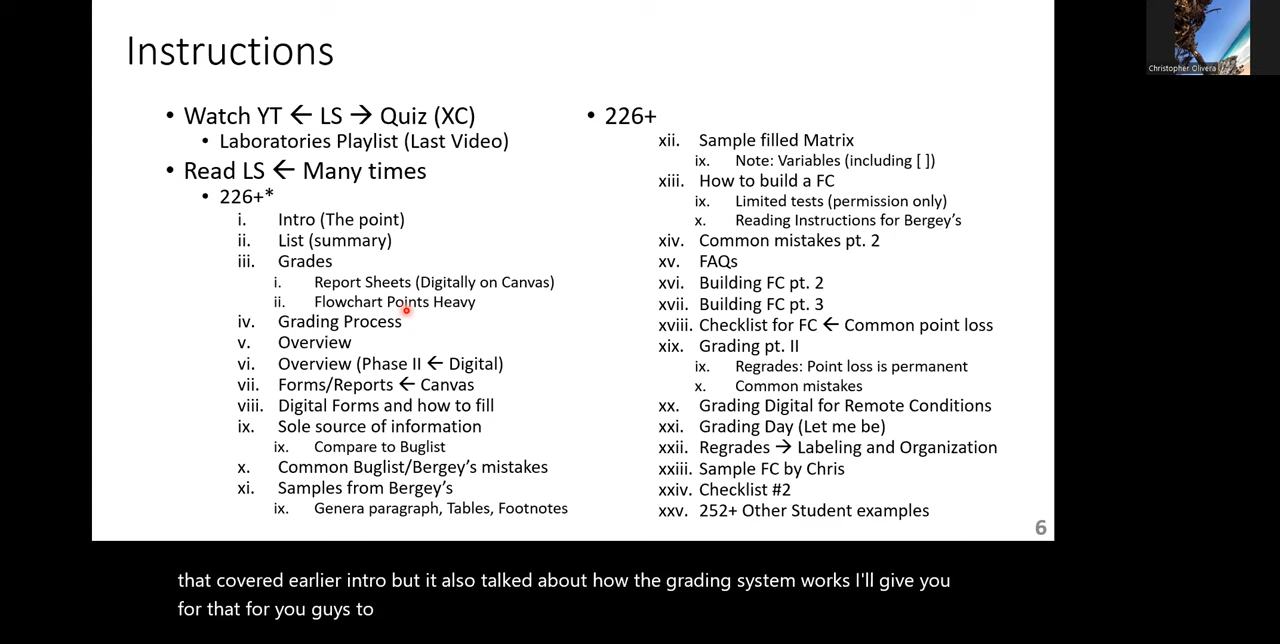 Instructions
• Watch YT ← LS → Quiz (XC)
• Laboratories Playlist (Last Video)
• Read LS ← Many times
• 226+*
i. Intro (The point)
ii. List (summary)
iii. Grades
i. Report Sheets (Digitally on Canvas)
ii. Flowchart Points Heavy
iv. Grading Process
v. Overview
vi. Overview (Phase II ← Digital)
vii. Forms/Reports ← Canvas
viii. Digital Forms and how to fill
ix. Sole source of information
ix. Compare to Buglist
x. Common Buglist/Bergey's mistakes
xi. Samples from Bergey's
ix. Genera paragraph, Tables, Footnotes
• 226+
xii. Sample filled Matrix
ix. Note: Variables (including [ ])
xiii. How to build a FC
ix. Limited tests (permission only)
x. Reading Instructions for Bergey's
xiv. Common mistakes pt. 2
xv. FAQs
xvi. Building FC pt. 2
xvii. Building FC pt. 3
xviii. Checklist for FC ← Common point loss
xix. Grading pt. II
ix. Regrades: Point loss is permanent
x. Common mistakes
xx. Grading Digital for Remote Conditions
xxi. Grading Day (Let me be)
xxii. Regrades → Labeling and Organization
xxiii. Sample FC by Chris
xxiv. Checklist #2
xxv. 252+ Other Student examples
6
Christopher Olivera
that covered earlier intro but it also talked about how the grading system works I'll give you
for that for you guys to